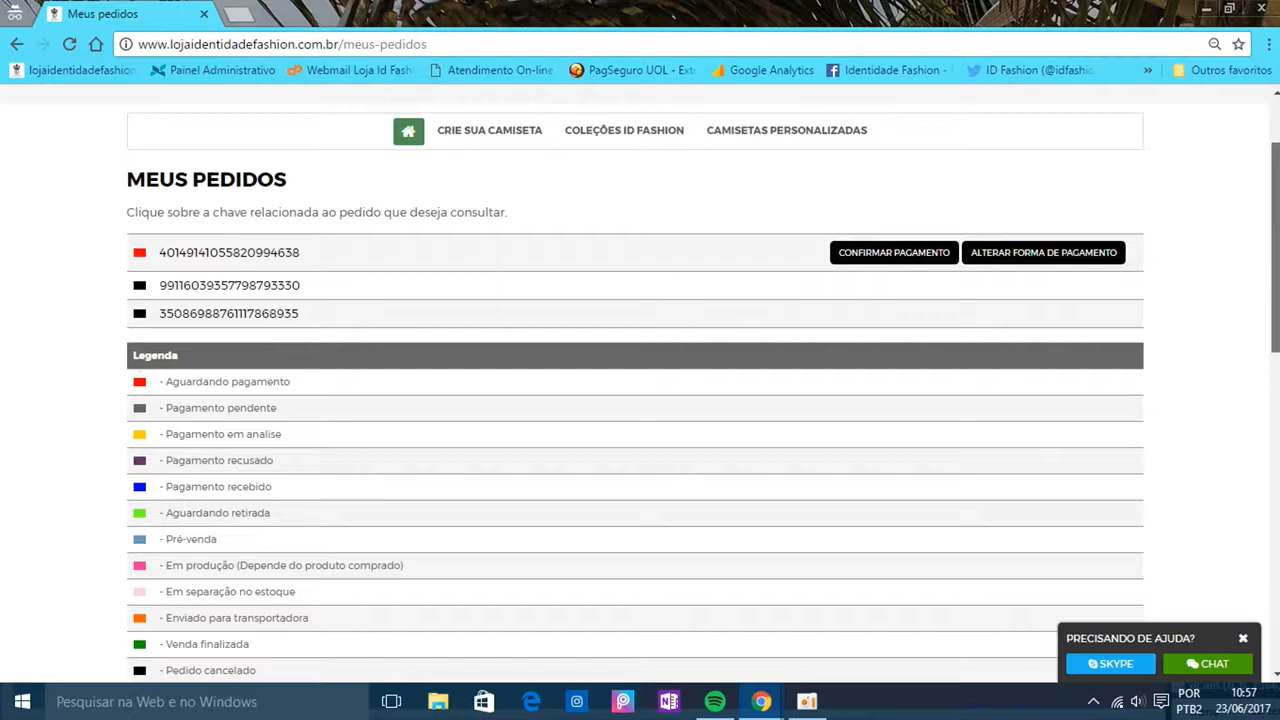 Meus pedidos
www.lojaidentidadefashion.com.br/meus-pedidos
lojaidentidadefashion. Painel Administrativo Webmail Loja Id Fash Atendimento On-line PagSeguro UOL - Ext Google Analytics Identidade Fashion - ID Fashion (@idfashi » Outros favoritos
CRIE SUA CAMISETA COLEÇÕES ID FASHION CAMISETAS PERSONALIZADAS
MEUS PEDIDOS
Clique sobre a chave relacionada ao pedido que deseja consultar.
40149141055820994638 CONFIRMAR PAGAMENTO ALTERAR FORMA DE PAGAMENTO
99116039357798793330
35086988761117868935
Legenda
- Aguardando pagamento
- Pagamento pendente
- Pagamento em analise
- Pagamento recusado
- Pagamento recebido
- Aguardando retirada
- Pré-venda
- Em produção (Depende do produto comprado)
- Em separação no estoque
- Enviado para transportadora
- Venda finalizada
- Pedido cancelado
PRECISANDO DE AJUDA?
SKYPE CHAT
Pesquisar na Web e no Windows
POR 10:57
PTB2 23/06/2017